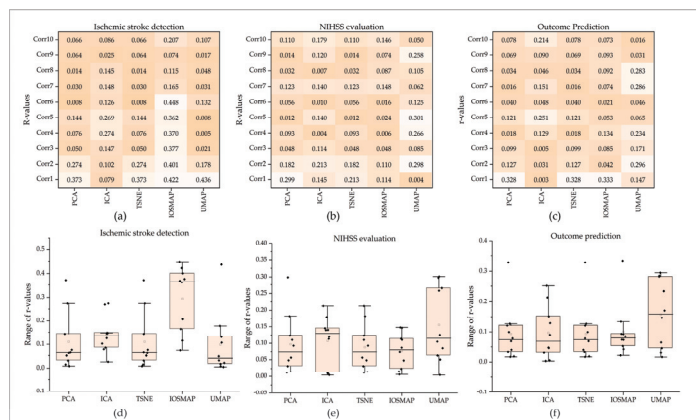 Ischemic stroke detection
R-values
Corr10 0.066 0.086 0.066 0.207 0.107
Corr9 0.064 0.025 0.064 0.074 0.017
Corr8 0.014 0.145 0.014 0.115 0.048
Corr7 0.030 0.148 0.030 0.165 0.031
Corr6 0.008 0.126 0.008 0.448 0.132
Corr5 0.144 0.269 0.144 0.362 0.008
Corr4 0.076 0.274 0.076 0.370 0.005
Corr3 0.050 0.147 0.050 0.377 0.021
Corr2 0.274 0.102 0.274 0.401 0.178
Corr1 0.373 0.079 0.373 0.422 0.436
PCA ICA TSNE IOSMAP UMAP
(a)
NIHSS evaluation
R-values
Corr10 0.110 0.179 0.110 0.146 0.050
Corr9 0.014 0.120 0.014 0.074 0.258
Corr8 0.032 0.007 0.032 0.087 0.105
Corr7 0.123 0.140 0.123 0.148 0.062
Corr6 0.056 0.010 0.056 0.016 0.125
Corr5 0.012 0.140 0.012 0.024 0.301
Corr4 0.093 0.004 0.093 0.006 0.266
Corr3 0.048 0.114 0.048 0.048 0.085
Corr2 0.182 0.213 0.182 0.110 0.298
Corr1 0.299 0.145 0.213 0.114 0.004
PCA ICA TSNE IOSMAP UMAP
(b)
Outcome Prediction
r-values
Corr10 0.078 0.214 0.078 0.073 0.016
Corr9 0.069 0.090 0.069 0.093 0.031
Corr8 0.034 0.046 0.034 0.092 0.283
Corr7 0.016 0.151 0.016 0.074 0.286
Corr6 0.040 0.048 0.040 0.021 0.046
Corr5 0.121 0.251 0.121 0.053 0.065
Corr4 0.018 0.129 0.018 0.134 0.234
Corr3 0.099 0.005 0.099 0.085 0.171
Corr2 0.127 0.031 0.127 0.042 0.296
Corr1 0.328 0.003 0.328 0.333 0.147
PCA ICA TSNE IOSMAP UMAP
(c)
Ischemic stroke detection
Range of r-values
0.5
0.4
0.3
0.2
0.1
0.0
PCA ICA TSNE IOSMAP UMAP
(d)
NIHSS evaluation
Range of r-values
0.40
0.35
0.30
0.25
0.20
0.15
0.10
0.00
-0.05
PCA ICA TSNE IOSMAP UMAP
(e)
Outcome prediction
Range of r-values
0.4
0.3
0.2
0.1
0.0
-0.1
PCA ICA TSNE IOSMAP UMAP
(f)